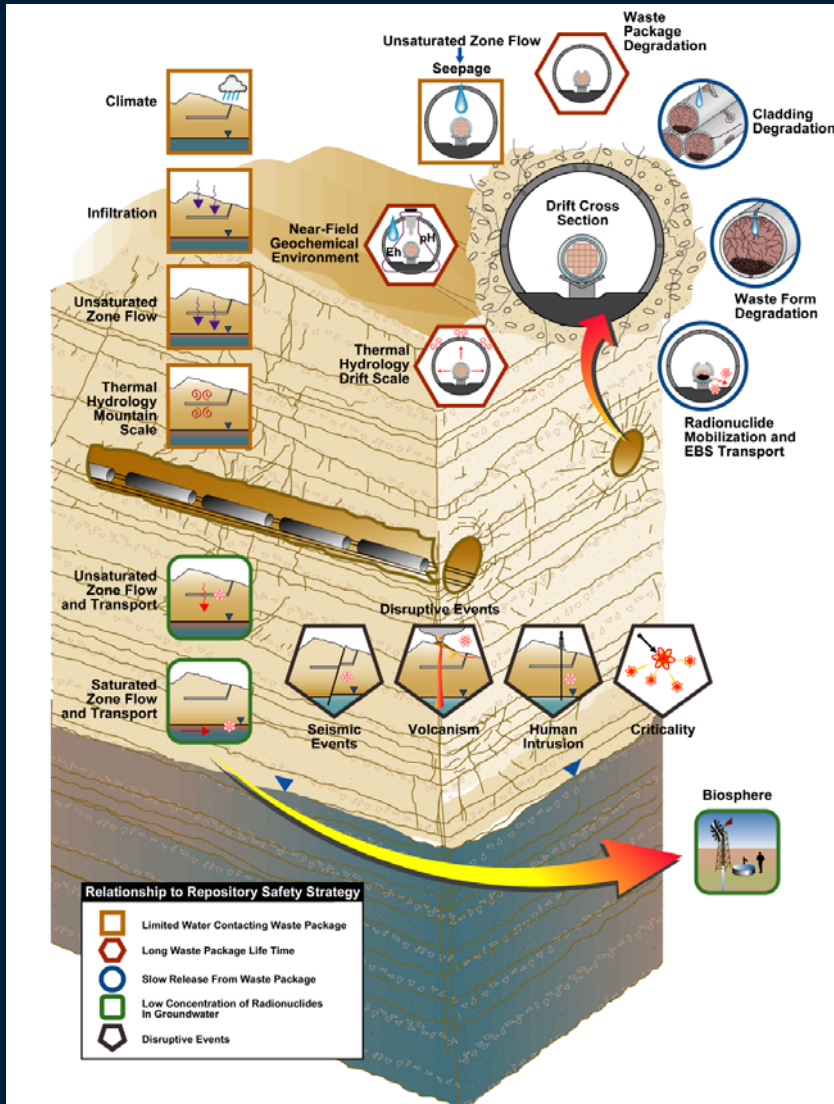 Climate
Infiltration
Unsaturated
Zone Flow
Thermal
Hydrology
Mountain
Scale
Unsaturated Zone Flow
Seepage
Waste
Package
Degradation
Cladding
Degradation
Near-Field
Geochemical
Environment
Eh
pH
Drift Cross
Section
Waste Form
Degradation
Thermal
Hydrology
Drift Scale
Radionuclide
Mobilization and
EBS Transport
Unsaturated
Zone Flow
and Transport
Saturated
Zone Flow
and Transport
Disruptive Events
Seismic
Events
Volcanism
Human
Intrusion
Criticality
Biosphere
Relationship to Repository Safety Strategy
Limited Water Contacting Waste Package
Long Waste Package Life Time
Slow Release From Waste Package
Low Concentration of Radionuclides
In Groundwater
Disruptive Events